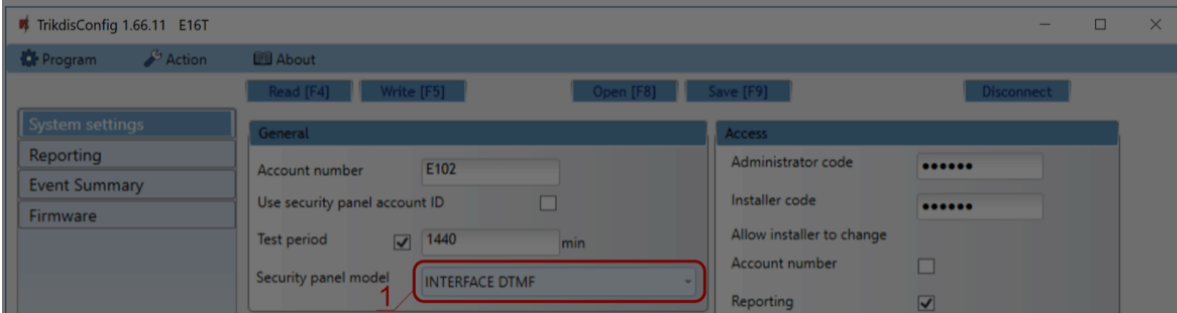 TrikdisConfig 1.66.11 E16T
Program Action About
Read [F4] Write [F5] Open [F8] Save [F9] Disconnect
System settings
Reporting
Event Summary
Firmware
General
Account number E102
Use security panel account ID
Test period 1440 min
Security panel model INTERFACE DTMF
1
Access
Administrator code ●●●●●●
Installer code ●●●●●●
Allow installer to change
Account number
Reporting